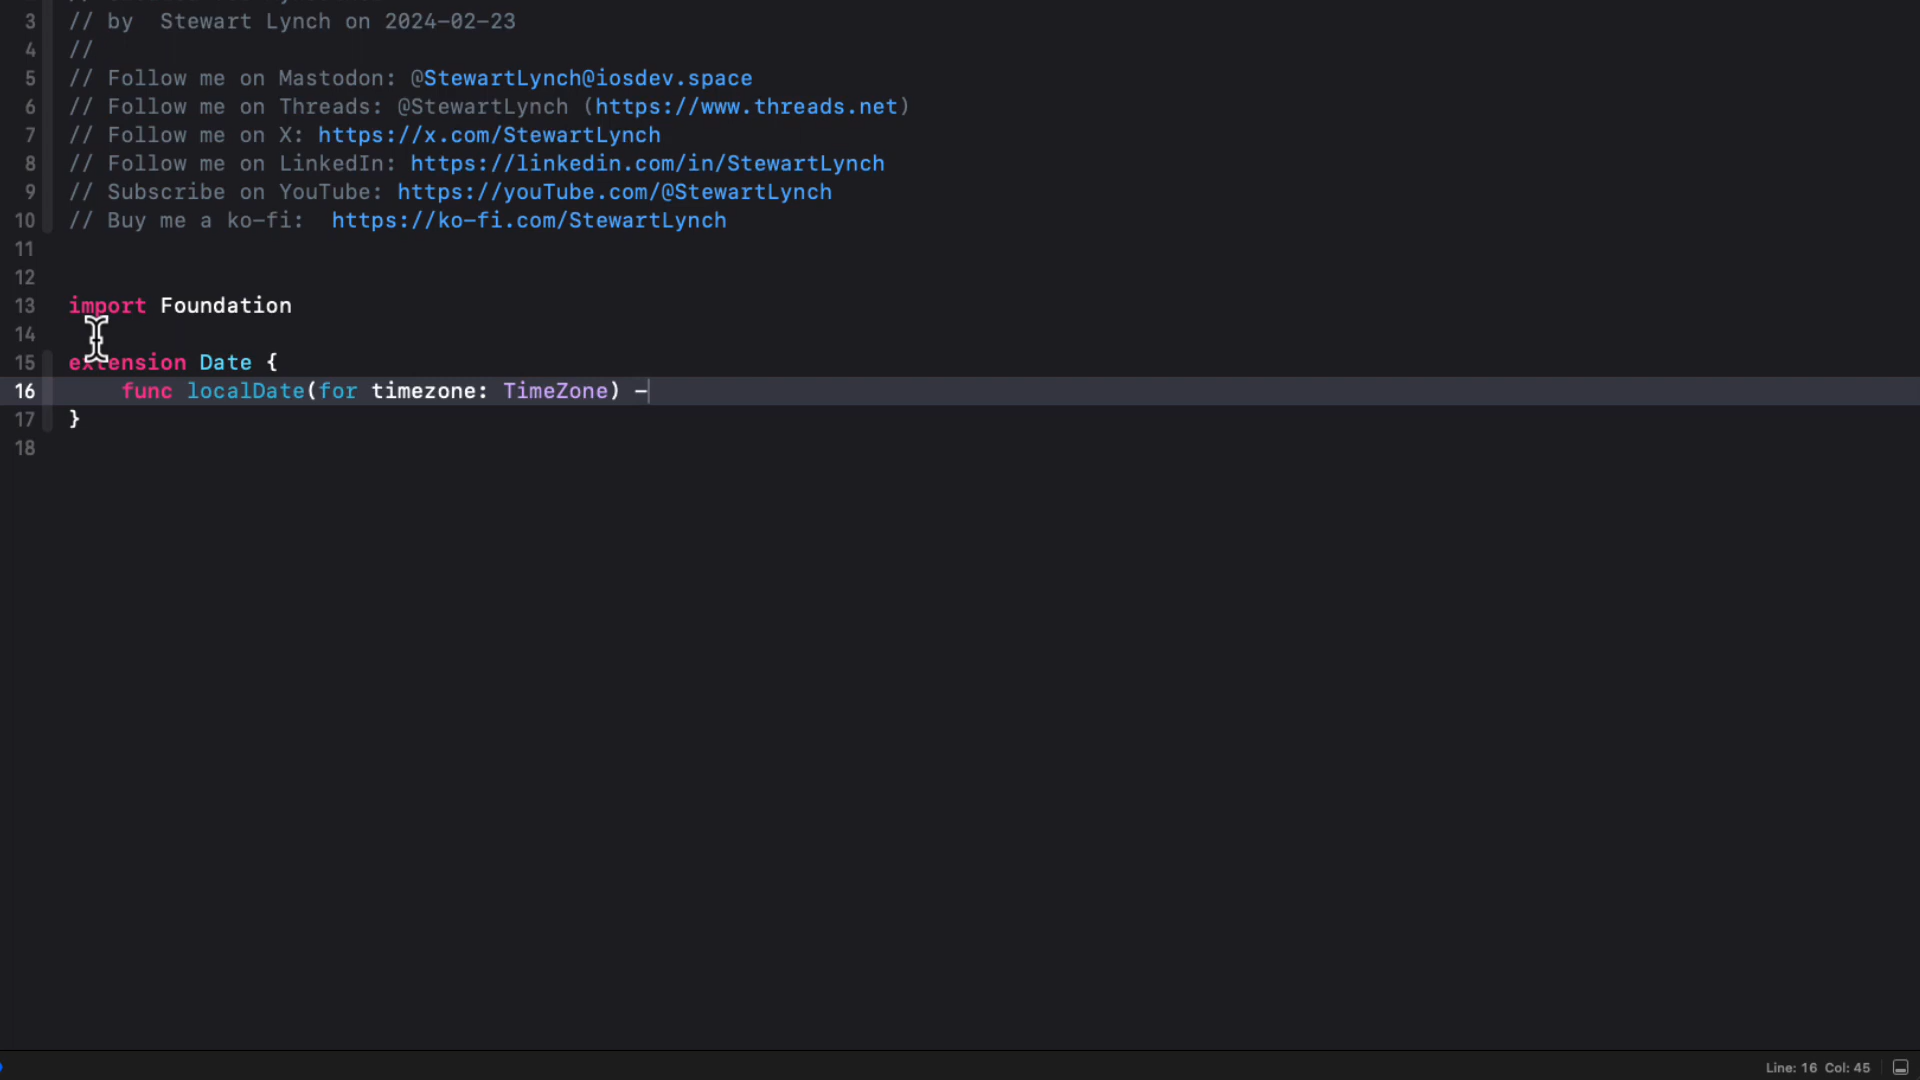 3 // by  Stewart Lynch on 2024-02-23
4 //
5 // Follow me on Mastodon: @StewartLynch@iosdev.space
6 // Follow me on Threads: @StewartLynch (https://www.threads.net)
7 // Follow me on X: https://x.com/StewartLynch
8 // Follow me on LinkedIn: https://linkedin.com/in/StewartLynch
9 // Subscribe on YouTube: https://youTube.com/@StewartLynch
10 // Buy me a ko-fi:  https://ko-fi.com/StewartLynch
11
12
13 import Foundation
14
15 extension Date {
16     func localDate(for timezone: TimeZone) -
17 }
18
Line: 16 Col: 45